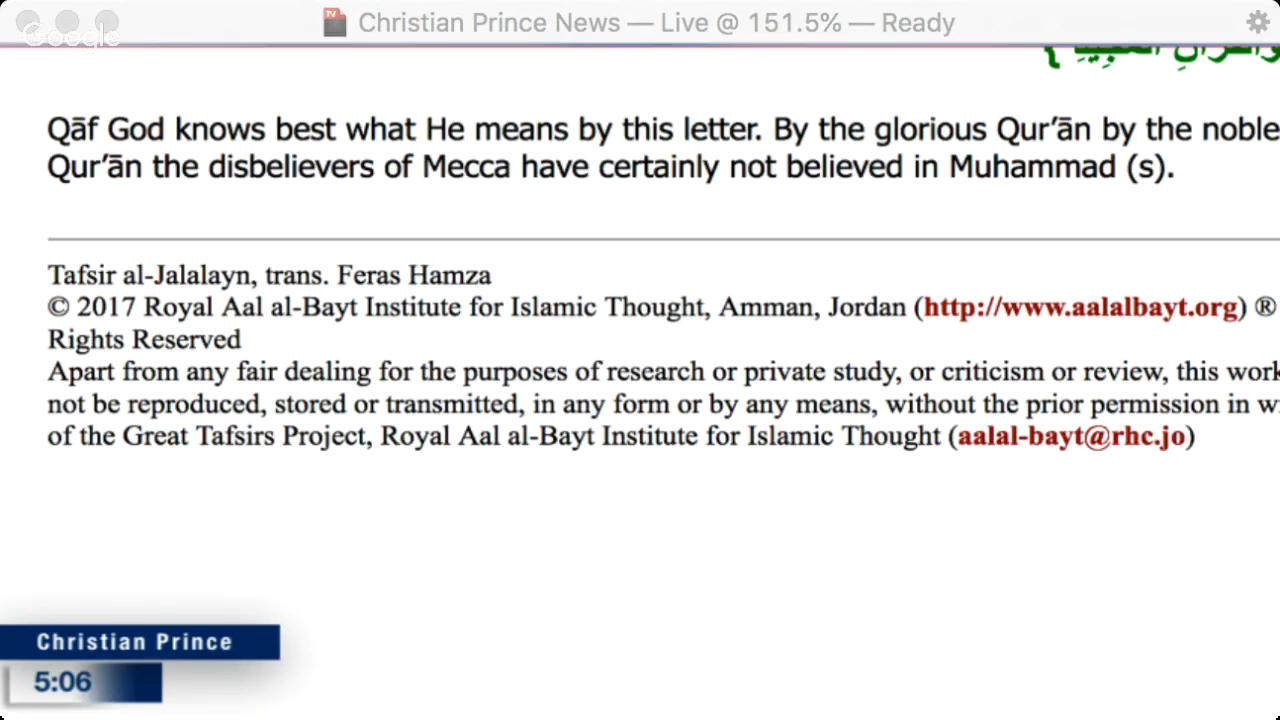 Christian Prince News — Live @ 151.5% — Ready
Google
Qāf God knows best what He means by this letter. By the glorious Qur’ān by the noble
Qur’ān the disbelievers of Mecca have certainly not believed in Muhammad (s).
Tafsir al-Jalalayn, trans. Feras Hamza
© 2017 Royal Aal al-Bayt Institute for Islamic Thought, Amman, Jordan (http://www.aalalbayt.org) ®
Rights Reserved
Apart from any fair dealing for the purposes of research or private study, or criticism or review, this work
not be reproduced, stored or transmitted, in any form or by any means, without the prior permission in
of the Great Tafsirs Project, Royal Aal al-Bayt Institute for Islamic Thought (aalal-bayt@rhc.jo)
Christian Prince
5:06